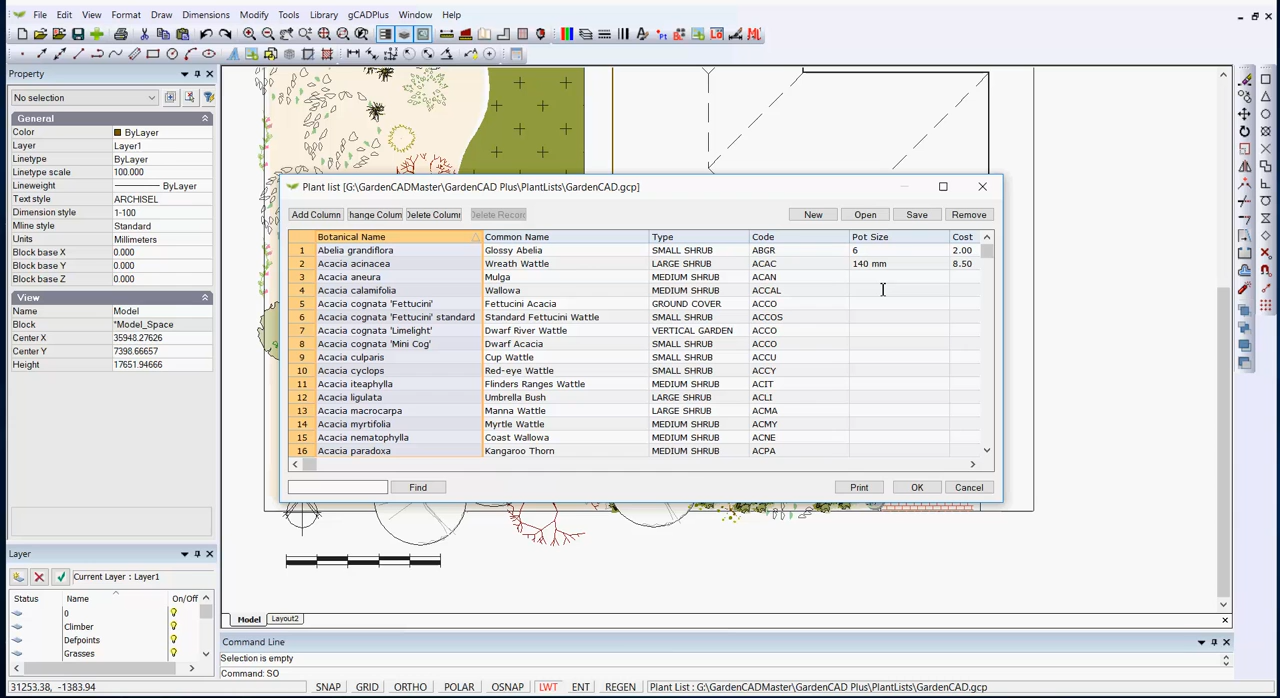 File Edit View Format Draw Dimensions Modify Tools Library gCADPlus Window Help
Property
No selection
General
Color ByLayer
Layer Layer1
Linetype ByLayer
Linetype scale 100.000
Lineweight ByLayer
Text style ARCHISEL
Dimension style 1-100
Mline style Standard
Units Millimeters
Block base X 0.000
Block base Y 0.000
Block base Z 0.000
View
Name Model
Block *Model_Space
Center X 35948.27626
Center Y 7398.66657
Height 17651.94666
Plant list [G:\GardenCADMaster\GardenCAD Plus\PlantLists\GardenCAD.gcp]
Add Column hange Colum Delete Column Delete Recor New Open Save Remove
Botanical Name Common Name Type Code Pot Size Cost
1 Abelia grandiflora Glossy Abelia SMALL SHRUB ABGR 6 2.00
2 Acacia acinacea Wreath Wattle LARGE SHRUB ACAC 140 mm 8.50
3 Acacia aneura Mulga MEDIUM SHRUB ACAN
4 Acacia calamifolia Wallowa MEDIUM SHRUB ACCAL
5 Acacia cognata 'Fettucini' Fettucini Acacia GROUND COVER ACCO
6 Acacia cognata 'Fettucini' standard Standard Fettucini Wattle SMALL SHRUB ACCOS
7 Acacia cognata 'Limelight' Dwarf River Wattle VERTICAL GARDEN ACCO
8 Acacia cognata 'Mini Cog' Dwarf Acacia SMALL SHRUB ACCO
9 Acacia culparis Cup Wattle SMALL SHRUB ACCU
10 Acacia cyclops Red-eye Wattle SMALL SHRUB ACCY
11 Acacia iteaphylla Flinders Ranges Wattle MEDIUM SHRUB ACIT
12 Acacia ligulata Umbrella Bush LARGE SHRUB ACLI
13 Acacia macrocarpa Manna Wattle LARGE SHRUB ACMA
14 Acacia myrtifolia Myrtle Wattle MEDIUM SHRUB ACMY
15 Acacia nematophylla Coast Wallowa MEDIUM SHRUB ACNE
16 Acacia paradoxa Kangaroo Thorn MEDIUM SHRUB ACPA
Find Print OK Cancel
Layer
Current Layer : Layer1
Status Name On/Off
0
Climber
Defpoints
Grasses
Model Layout2
Command Line
Selection is empty
Command: SO
31253.38, -1383.94 SNAP GRID ORTHO POLAR OSNAP LWT ENT REGEN Plant List : G:\GardenCADMaster\GardenCAD Plus\PlantLists\GardenCAD.gcp